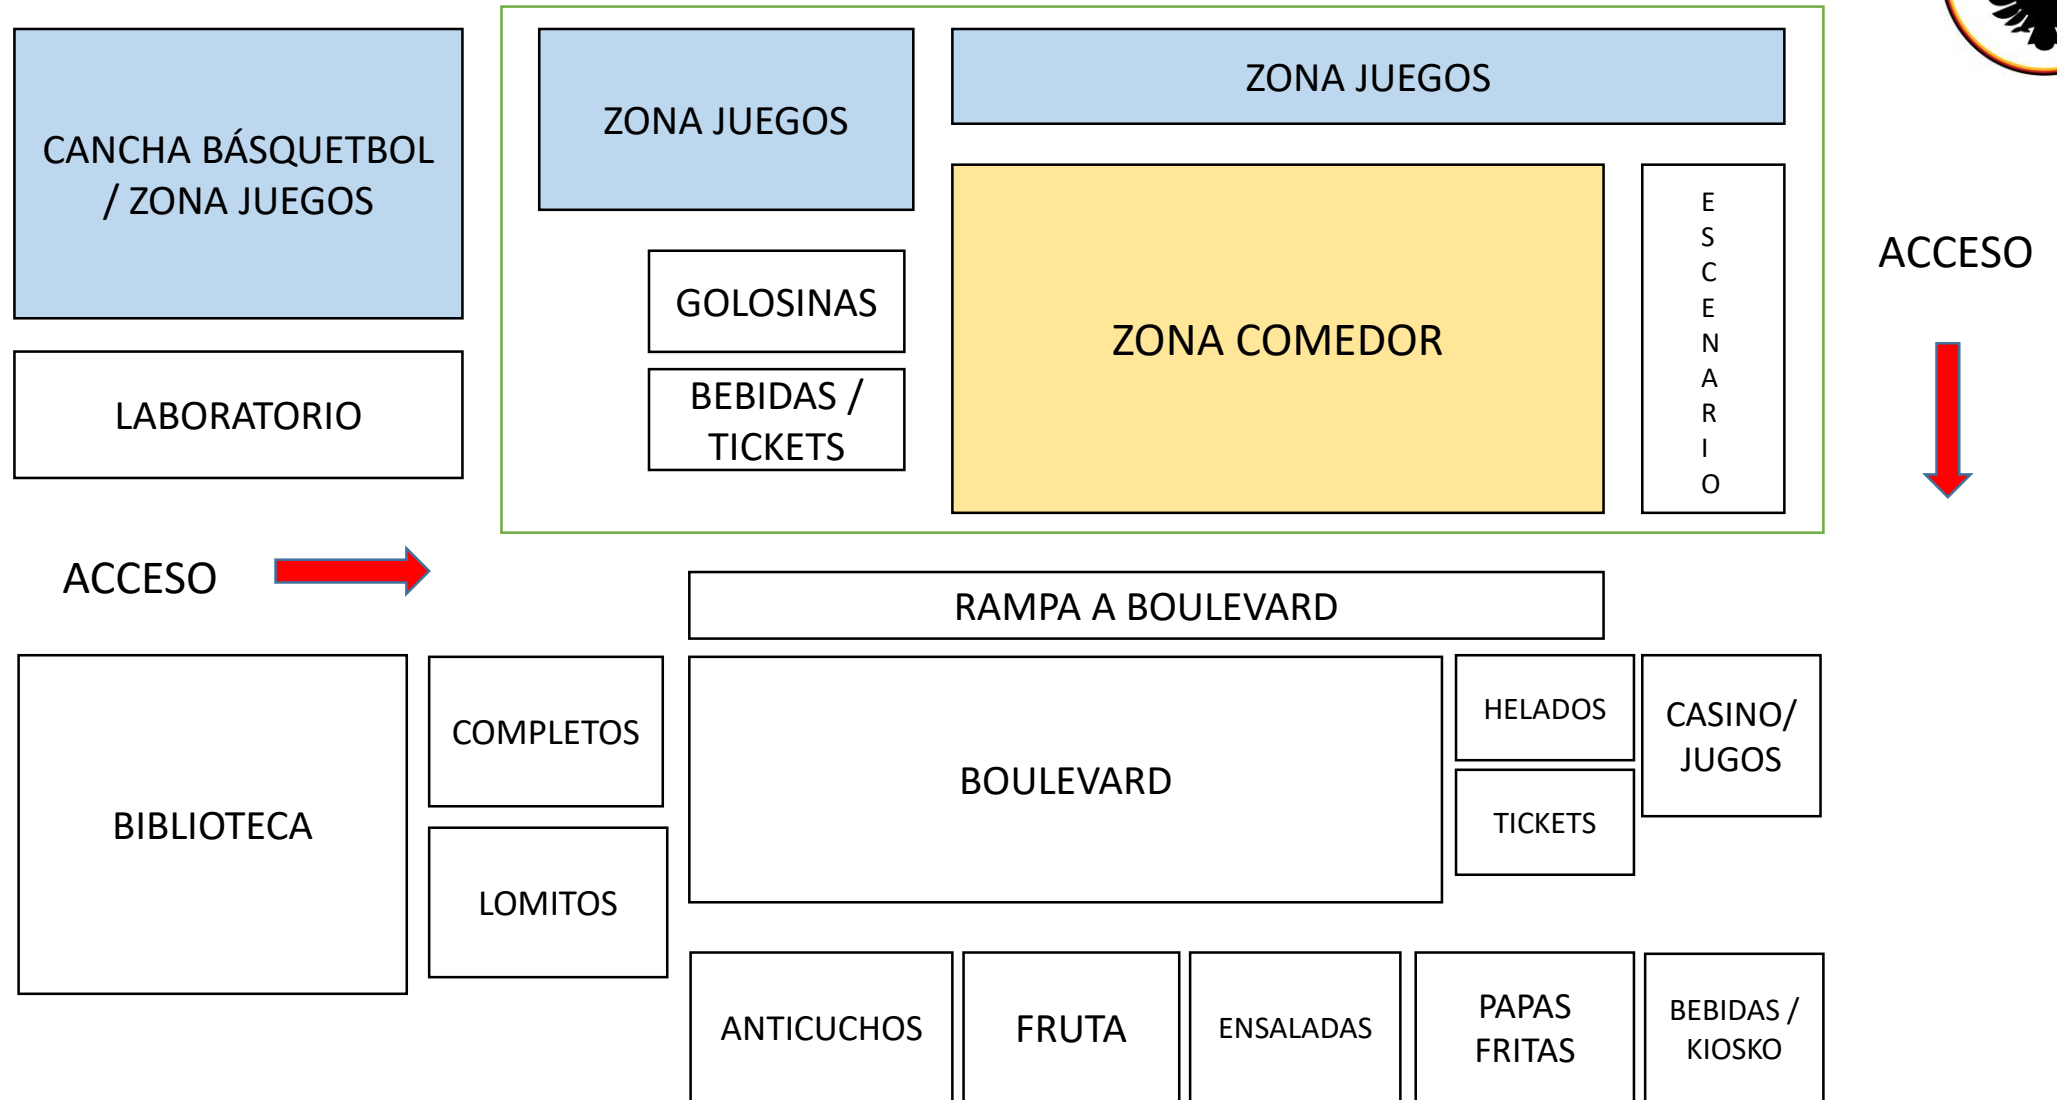 CANCHA BÁSQUETBOL
/ ZONA JUEGOS
ZONA JUEGOS
ZONA JUEGOS
GOLOSINAS
BEBIDAS /
TICKETS
ZONA COMEDOR
E
S
C
E
N
A
R
I
O
ACCESO
LABORATORIO
ACCESO
RAMPA A BOULEVARD
BIBLIOTECA
COMPLETOS
LOMITOS
BOULEVARD
HELADOS
TICKETS
CASINO/
JUGOS
ANTICUCHOS
FRUTA
ENSALADAS
PAPAS
FRITAS
BEBIDAS /
KIOSKO